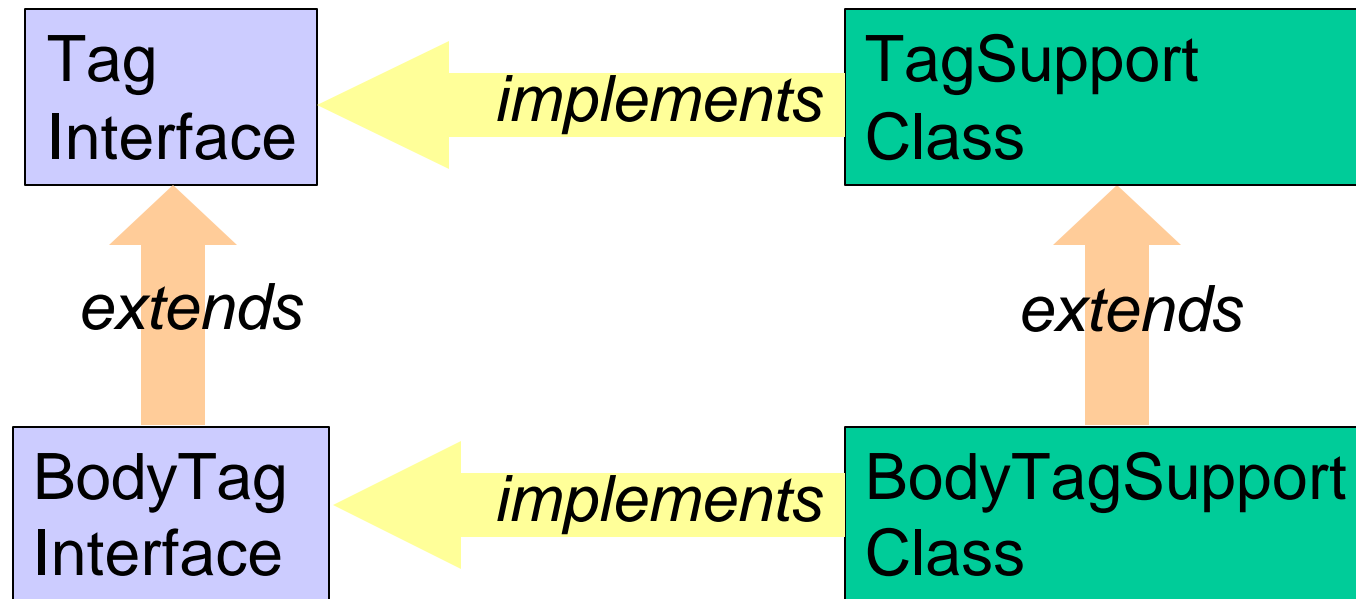 Tag
Interface
implements
TagSupport
Class
extends
extends
BodyTag
Interface
implements
BodyTagSupport
Class